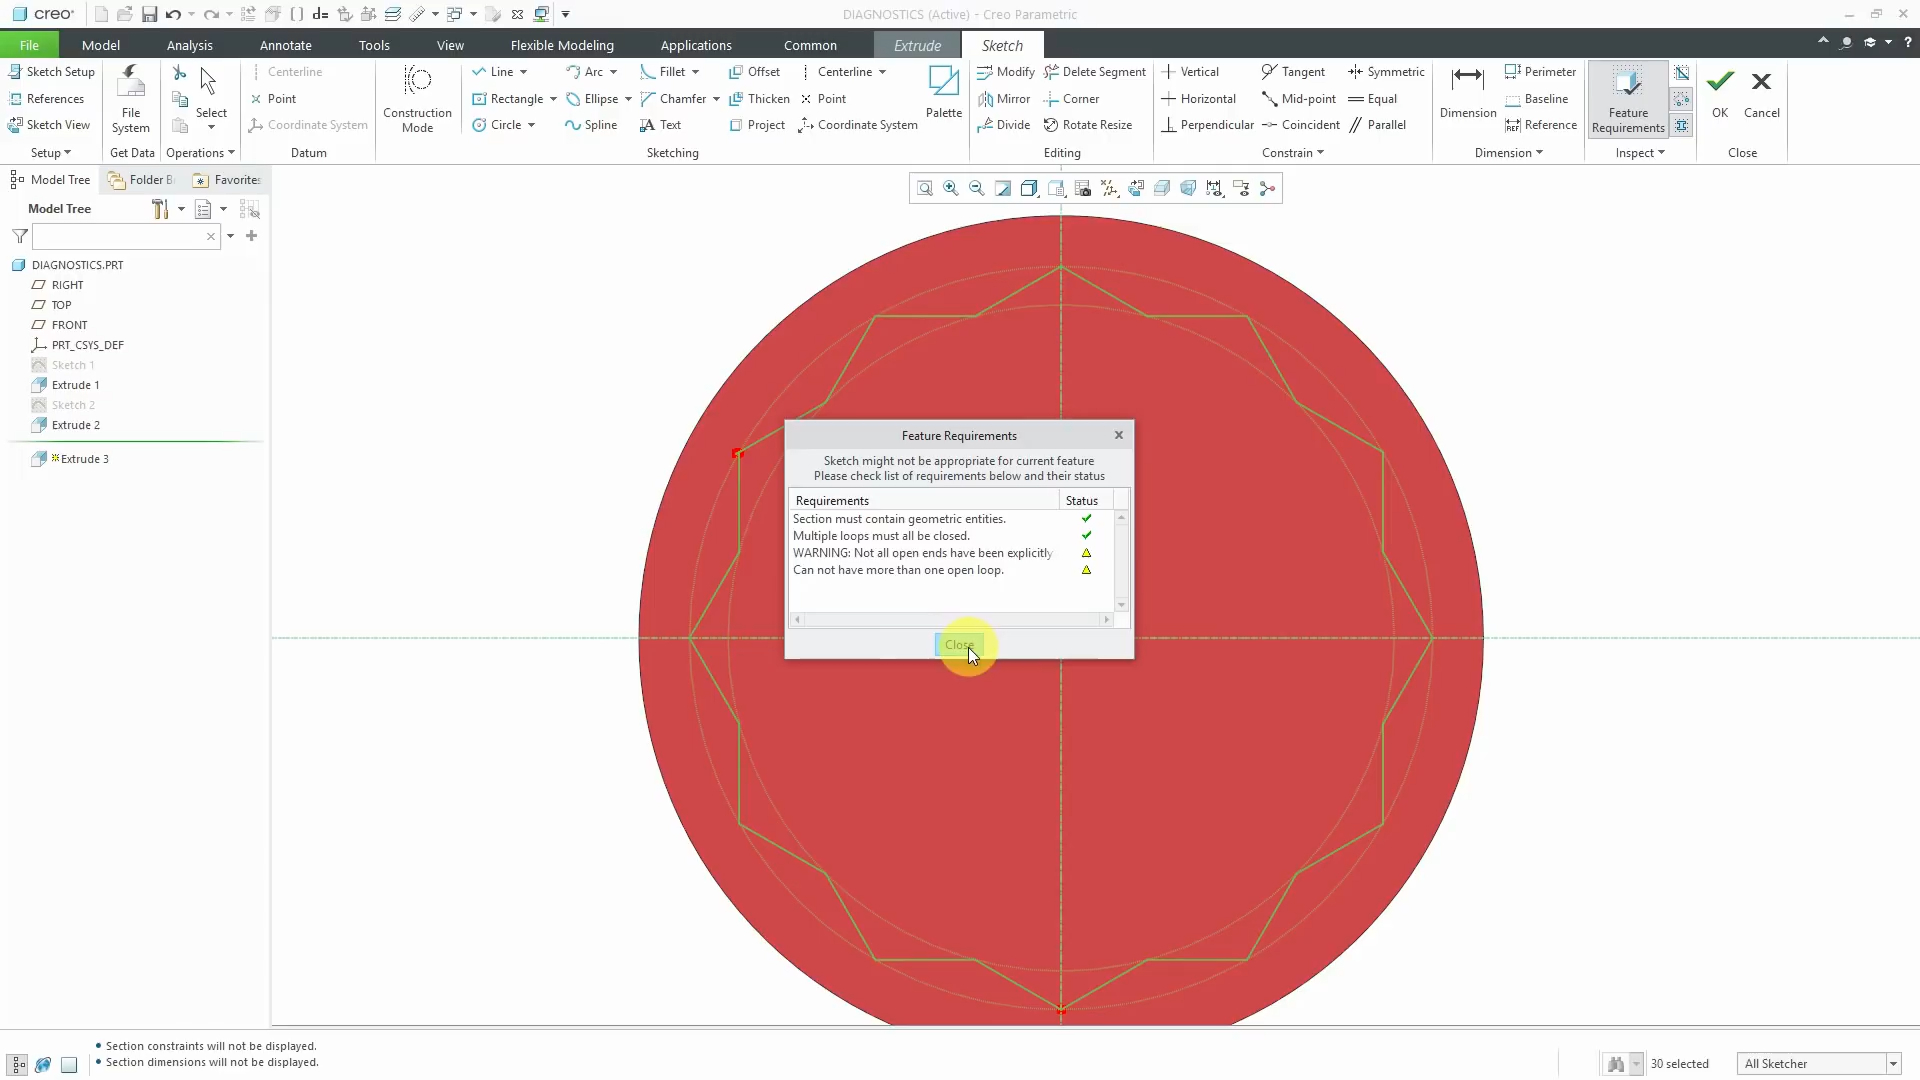 creo®
DIAGNOSTICS (Active) - Creo Parametric
File Model Analysis Annotate Tools View Flexible Modeling Applications Common Extrude Sketch
Sketch Setup
References
Sketch View
Setup
File System
Get Data
Select
Operations
Centerline
Point
Coordinate System
Datum
Construction Mode
Line Arc Fillet Offset Centerline
Rectangle Ellipse Chamfer Thicken Point
Circle Spline Text Project Coordinate System
Palette
Sketching
Modify Delete Segment
Mirror Corner
Divide Rotate Resize
Editing
Vertical Tangent Symmetric
Horizontal Mid-point Equal
Perpendicular Coincident Parallel
Constrain
Dimension
Perimeter
Baseline
Reference
Dimension
Feature Requirements
Inspect
OK Cancel
Close
Model Tree Folder B Favorites
Model Tree
DIAGNOSTICS.PRT
RIGHT
TOP
FRONT
PRT_CSYS_DEF
Sketch 1
Extrude 1
Sketch 2
Extrude 2
Extrude 3
Feature Requirements
Sketch might not be appropriate for current feature
Please check list of requirements below and their status
Requirements Status
Section must contain geometric entities.
Multiple loops must all be closed.
WARNING: Not all open ends have been explicitly
Can not have more than one open loop.
Close
Section constraints will not be displayed.
Section dimensions will not be displayed.
30 selected
All Sketcher